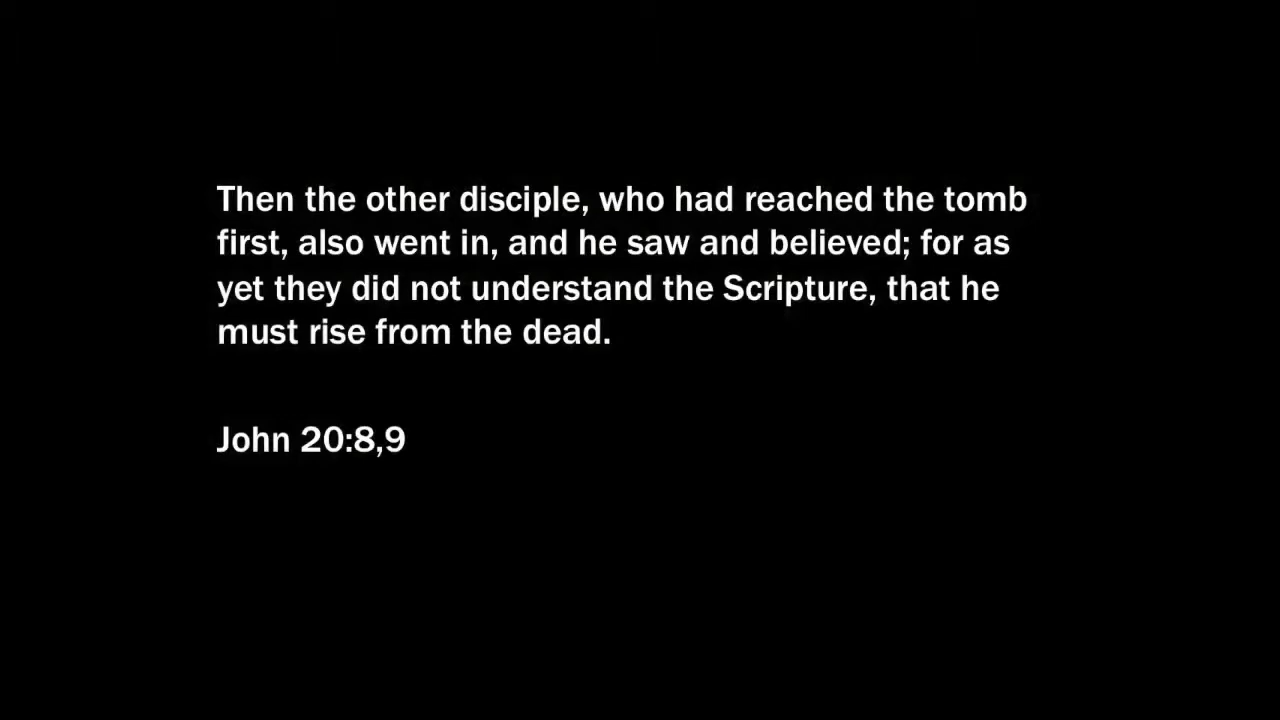 Then the other disciple, who had reached the tomb
first, also went in, and he saw and believed; for as
yet they did not understand the Scripture, that he
must rise from the dead.
John 20:8,9